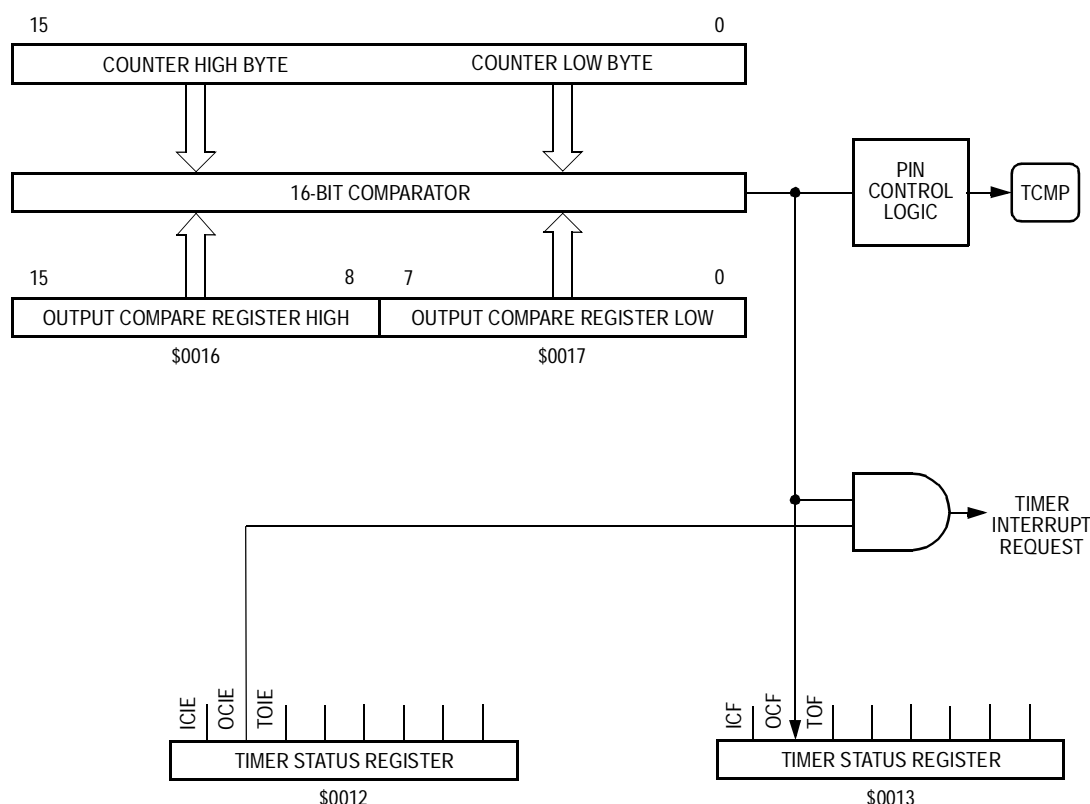 15 0
COUNTER HIGH BYTE COUNTER LOW BYTE
16-BIT COMPARATOR
PIN
CONTROL
LOGIC
TCMP
15 8 7 0
OUTPUT COMPARE REGISTER HIGH OUTPUT COMPARE REGISTER LOW
$0016 $0017
TIMER
INTERRUPT
REQUEST
ICIE OCIE TOIE
TIMER STATUS REGISTER
$0012
ICF OCF TOF
TIMER STATUS REGISTER
$0013